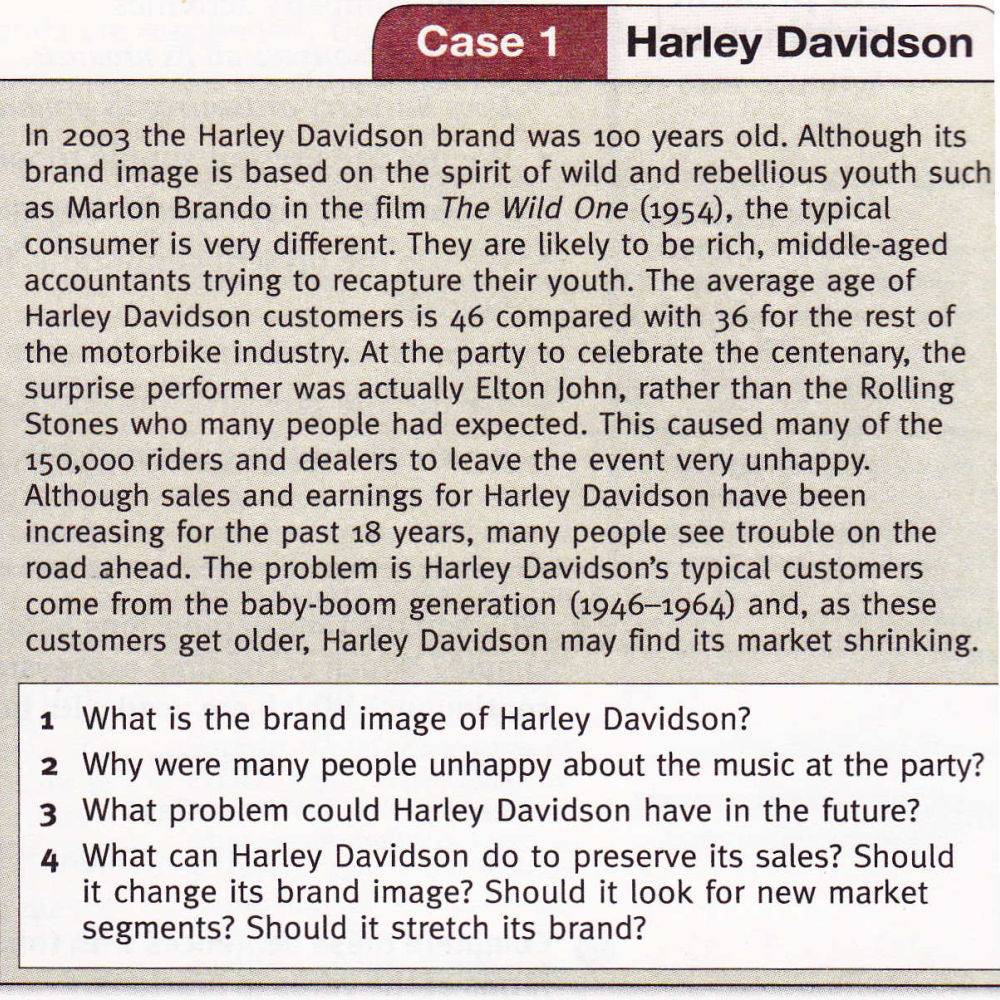 Case 1 Harley Davidson
In 2003 the Harley Davidson brand was 100 years old. Although its
brand image is based on the spirit of wild and rebellious youth such
as Marlon Brando in the film The Wild One (1954), the typical
consumer is very different. They are likely to be rich, middle-aged
accountants trying to recapture their youth. The average age of
Harley Davidson customers is 46 compared with 36 for the rest of
the motorbike industry. At the party to celebrate the centenary, the
surprise performer was actually Elton John, rather than the Rolling
Stones who many people had expected. This caused many of the
150,000 riders and dealers to leave the event very unhappy.
Although sales and earnings for Harley Davidson have been
increasing for the past 18 years, many people see trouble on the
road ahead. The problem is Harley Davidson's typical customers
come from the baby-boom generation (1946–1964) and, as these
customers get older, Harley Davidson may find its market shrinking.
1 What is the brand image of Harley Davidson?
2 Why were many people unhappy about the music at the party?
3 What problem could Harley Davidson have in the future?
4 What can Harley Davidson do to preserve its sales? Should
it change its brand image? Should it look for new market
segments? Should it stretch its brand?